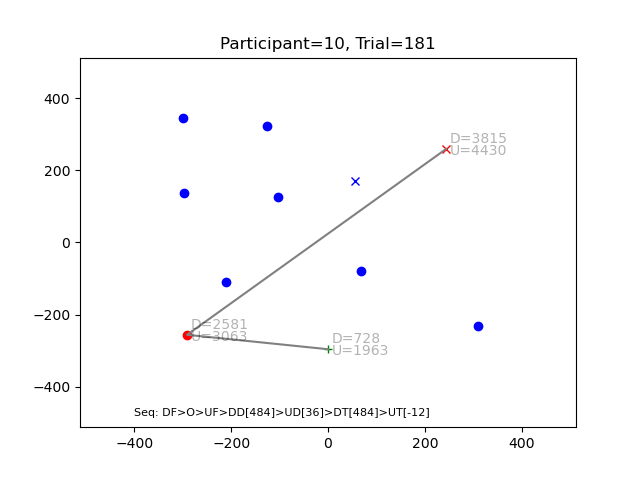 Participant=10, Trial=181
400
200
0
−200
−400
D=3815
U=4430
D=2581
U=3063
D=728
U=1963
Seq: DF>O>UF>DD[484]>UD[36]>DT[484]>UT[-12]
−400
−200
0
200
400